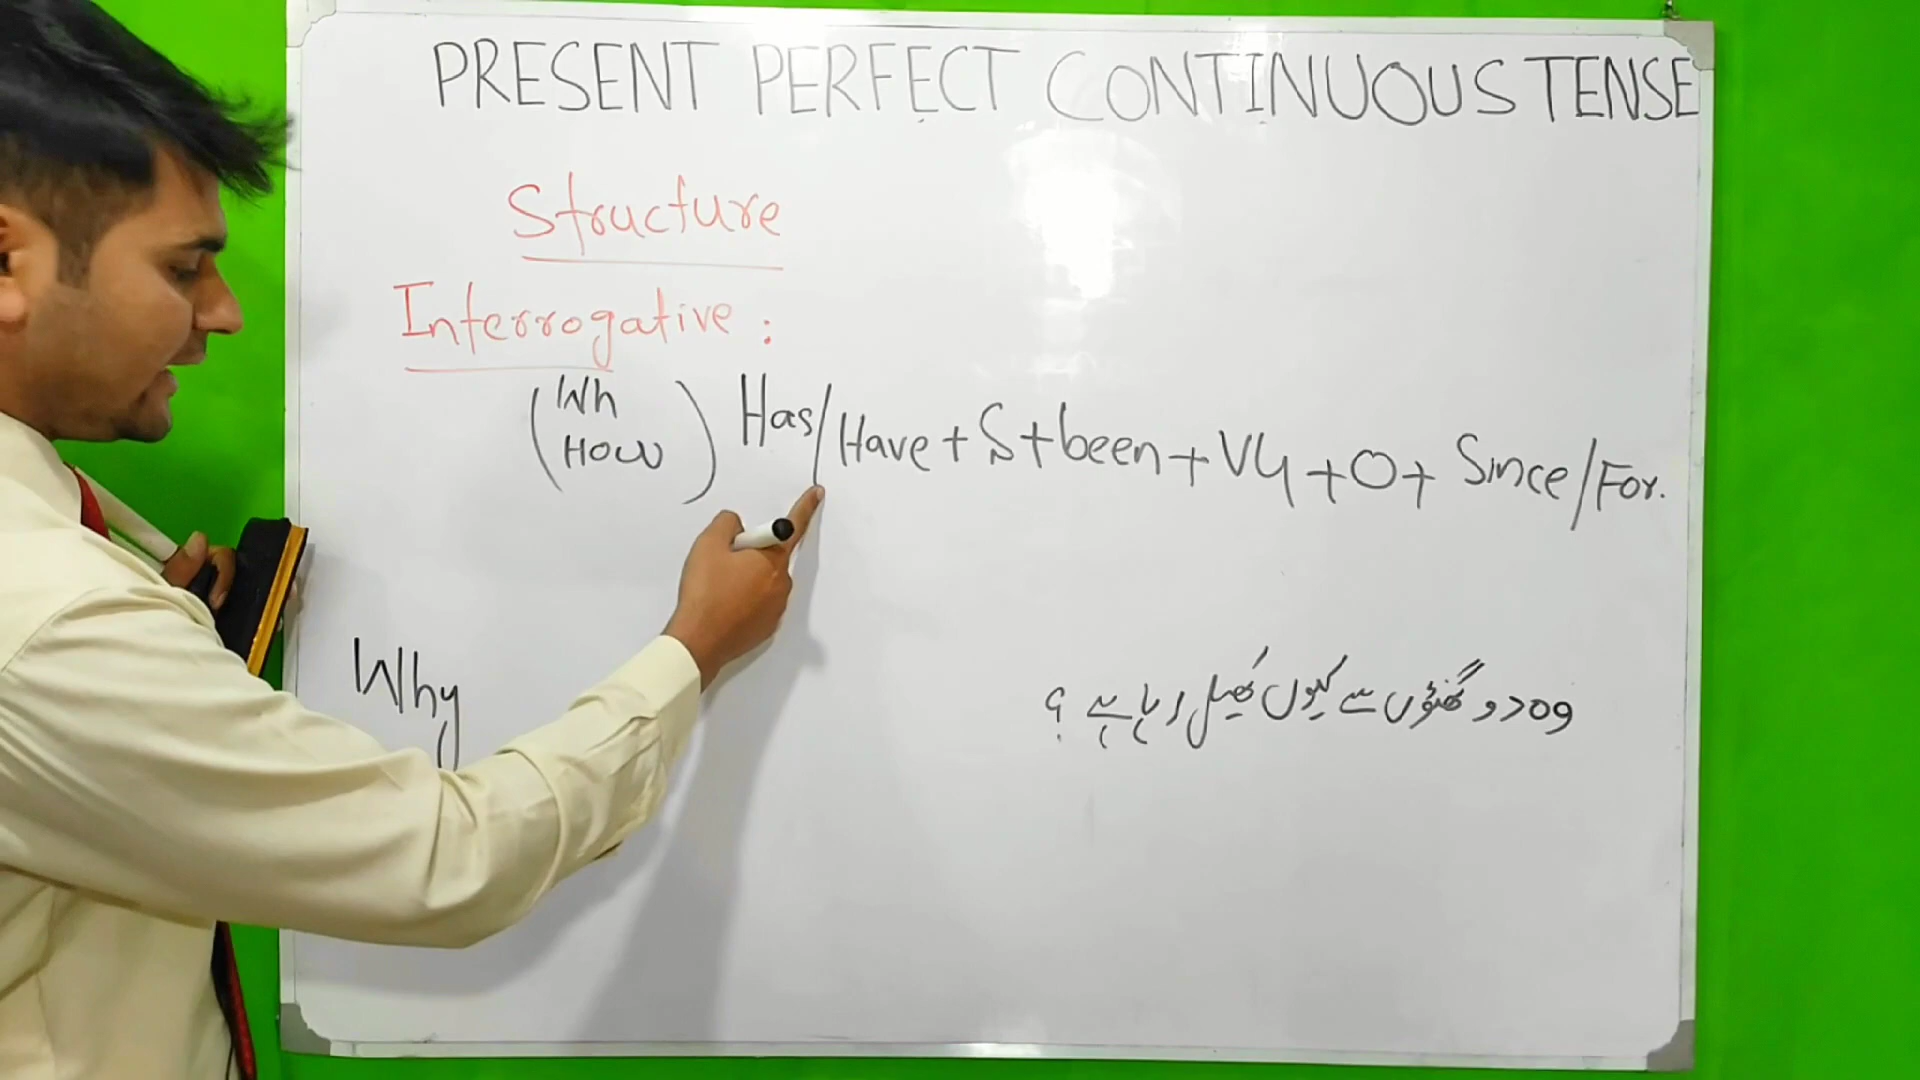 PRESENT PERFECT CONTINUOUS TENSE
Structure
Interrogative :
(Wh How) Has/Have + S + been + V4 + O + Since/For.
Why
وہ دو گھنٹوں سے کیوں کھیل رہا ہے ؟